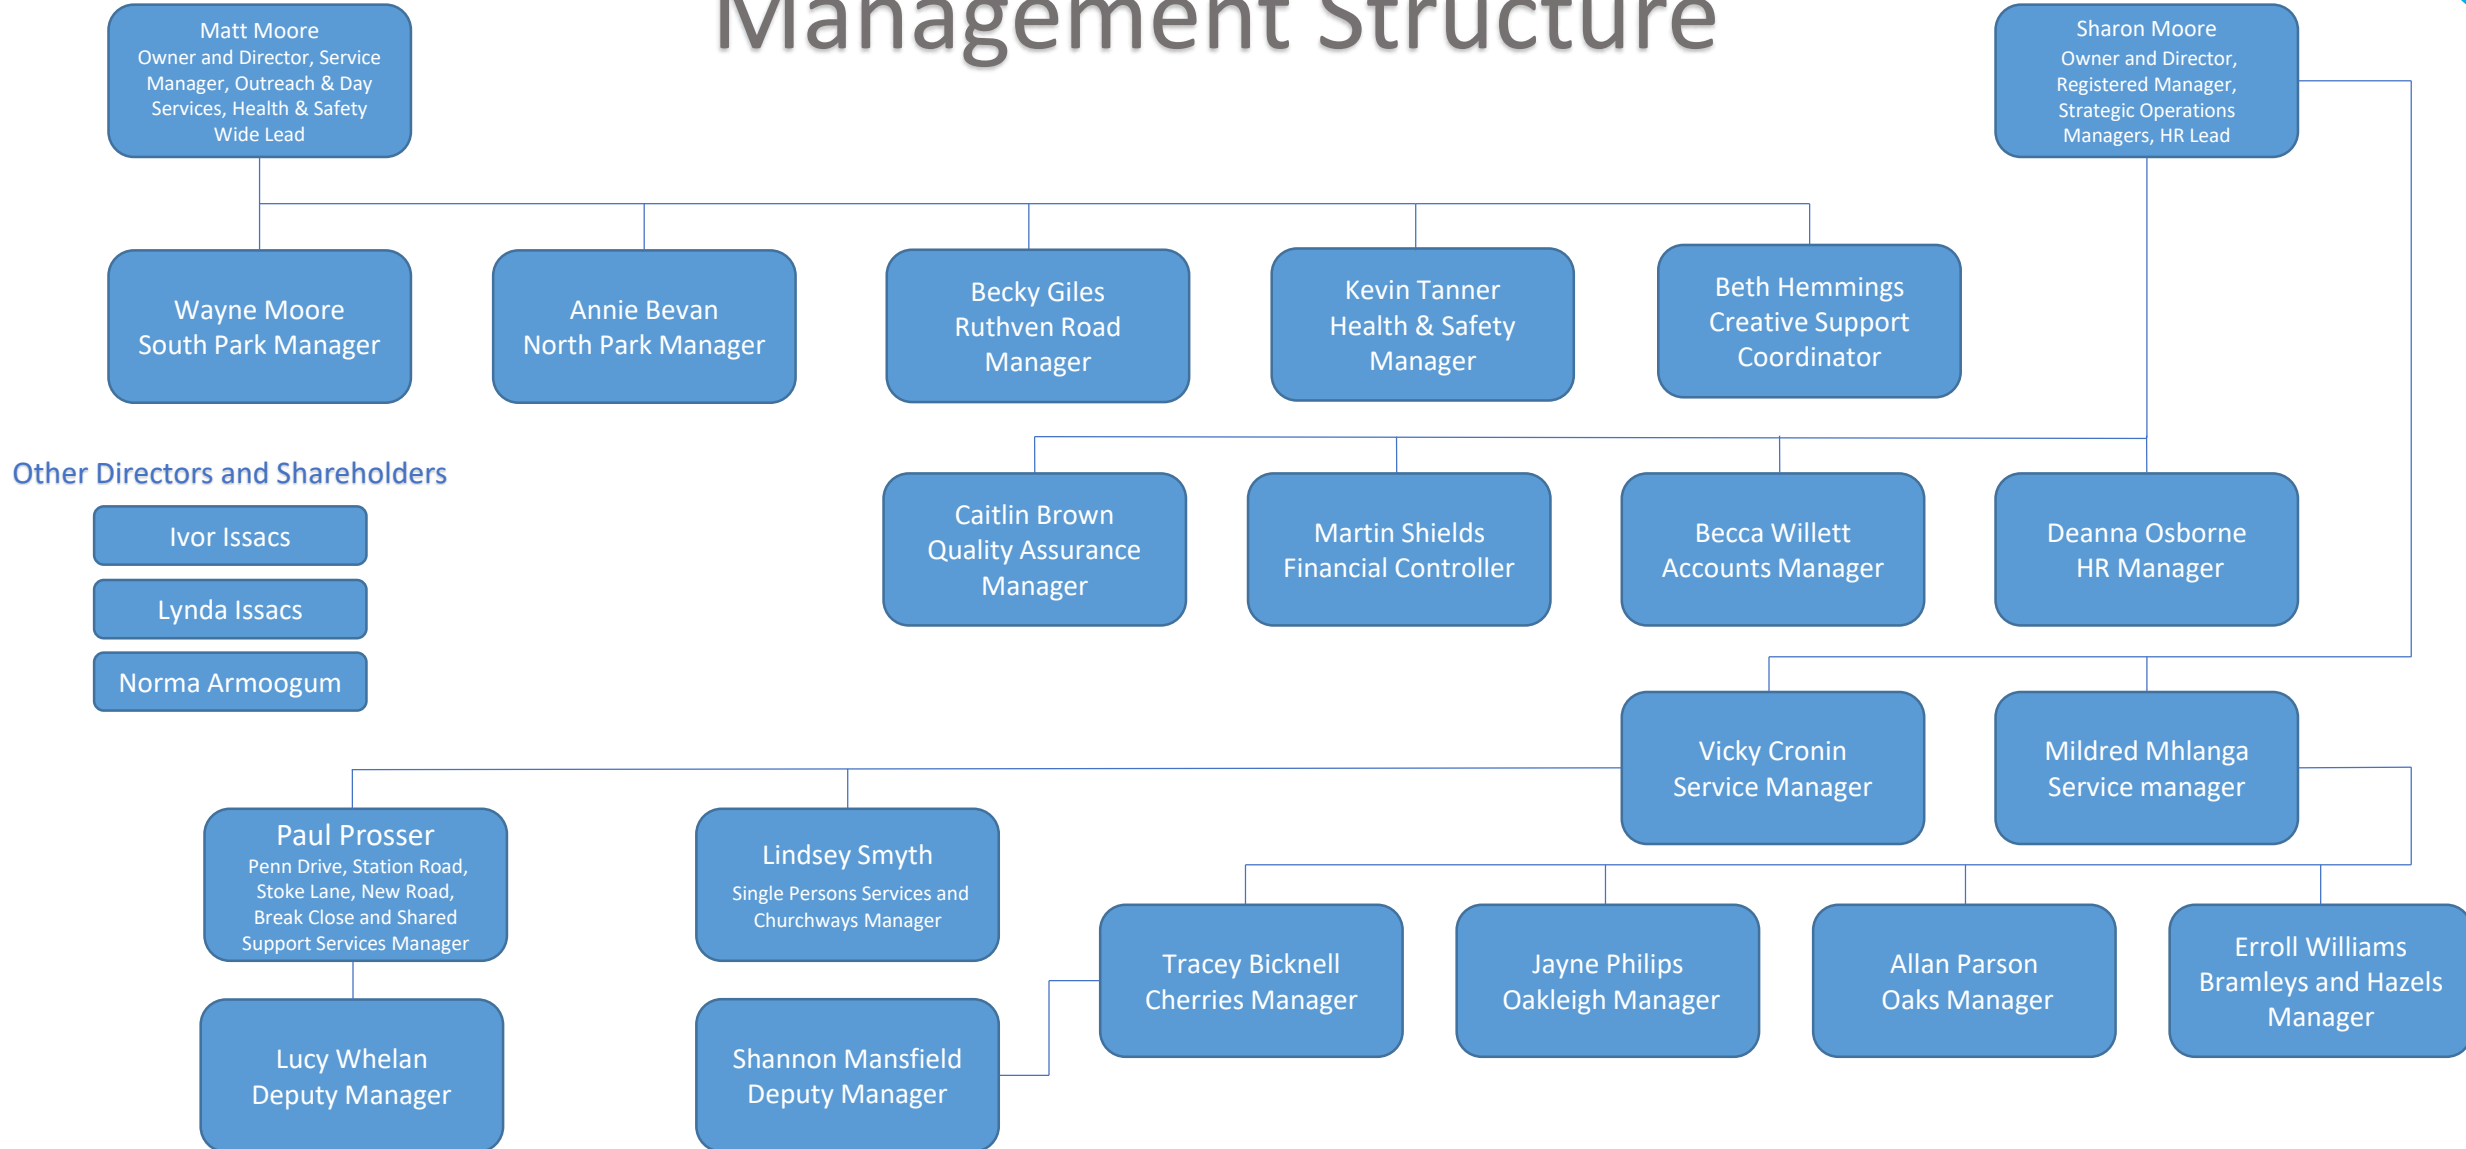 Management Structure
Matt Moore
Owner and Director, Service
Manager, Outreach & Day
Services, Health & Safety
Wide Lead
Sharon Moore
Owner and Director,
Registered Manager,
Strategic Operations
Managers, HR Lead
Wayne Moore
South Park Manager
Annie Bevan
North Park Manager
Becky Giles
Ruthven Road
Manager
Kevin Tanner
Health & Safety
Manager
Beth Hemmings
Creative Support
Coordinator
Other Directors and Shareholders
Ivor Issacs
Lynda Issacs
Norma Armoogum
Caitlin Brown
Quality Assurance
Manager
Martin Shields
Financial Controller
Becca Willett
Accounts Manager
Deanna Osborne
HR Manager
Vicky Cronin
Service Manager
Mildred Mhlanga
Service manager
Paul Prosser
Penn Drive, Station Road,
Stoke Lane, New Road,
Break Close and Shared
Support Services Manager
Lindsey Smyth
Single Persons Services and
Churchways Manager
Tracey Bicknell
Cherries Manager
Jayne Philips
Oakleigh Manager
Allan Parson
Oaks Manager
Erroll Williams
Bramleys and Hazels
Manager
Lucy Whelan
Deputy Manager
Shannon Mansfield
Deputy Manager